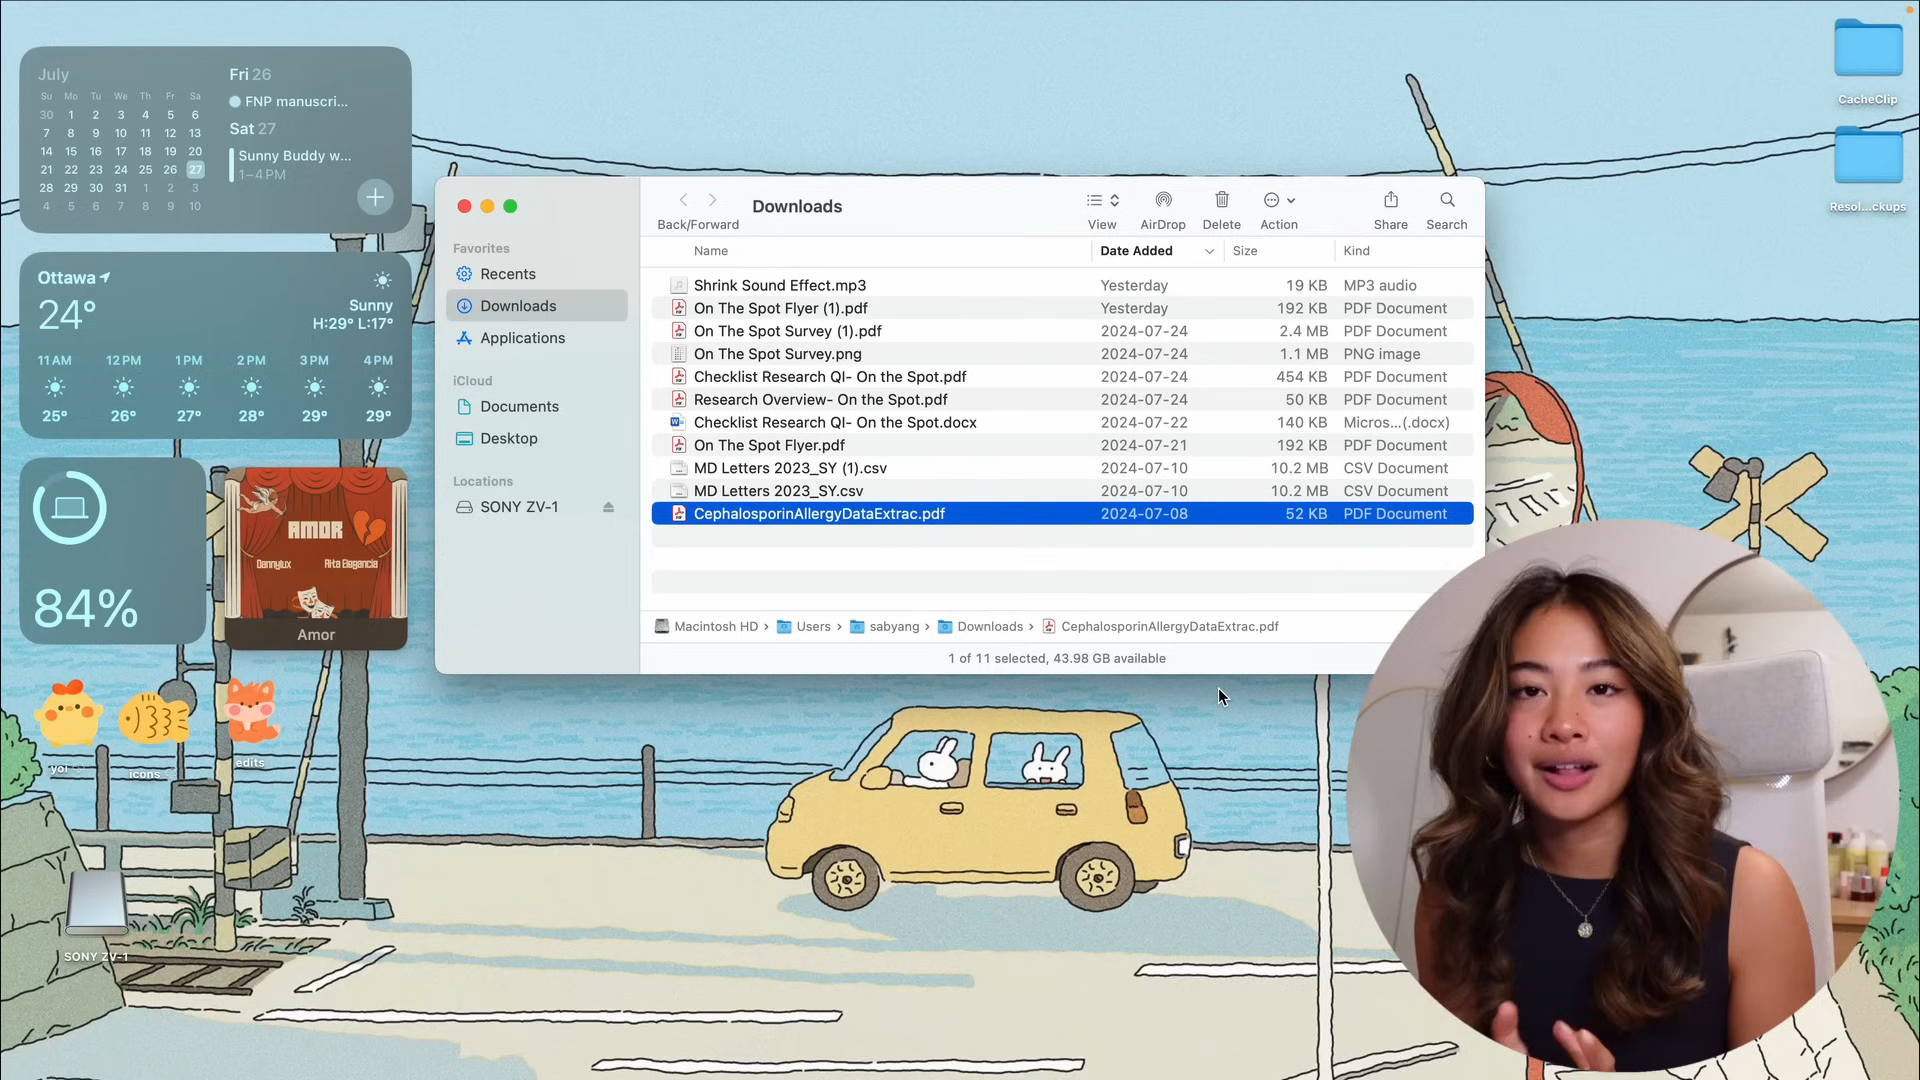 July
Su Mo Tu We Th Fr Sa
30 1 2 3 4 5 6
7 8 9 10 11 12 13
14 15 16 17 18 19 20
21 22 23 24 25 26 27
28 29 30 31 1 2 3
4 5 6 7 8 9 10
Fri 26
FNP manuscri...
Sat 27
Sunny Buddy w...
1–4 PM
Ottawa
24°
Sunny
H:29° L:17°
11 AM 12 PM 1 PM 2 PM 3 PM 4 PM
25° 26° 27° 28° 29° 29°
84%
AMOR
Dannylux Rita Elegancia
Amor
yoi
icons
edits
SONY ZV-1
Favorites
Recents
Downloads
Applications
iCloud
Documents
Desktop
Locations
SONY ZV-1
Back/Forward
Downloads
View
AirDrop
Delete
Action
Share
Search
Name Date Added Size Kind
Shrink Sound Effect.mp3 Yesterday 19 KB MP3 audio
On The Spot Flyer (1).pdf Yesterday 192 KB PDF Document
On The Spot Survey (1).pdf 2024-07-24 2.4 MB PDF Document
On The Spot Survey.png 2024-07-24 1.1 MB PNG image
Checklist Research QI- On the Spot.pdf 2024-07-24 454 KB PDF Document
Research Overview- On the Spot.pdf 2024-07-24 50 KB PDF Document
Checklist Research QI- On the Spot.docx 2024-07-22 140 KB Micros...(.docx)
On The Spot Flyer.pdf 2024-07-21 192 KB PDF Document
MD Letters 2023_SY (1).csv 2024-07-10 10.2 MB CSV Document
MD Letters 2023_SY.csv 2024-07-10 10.2 MB CSV Document
CephalosporinAllergyDataExtrac.pdf 2024-07-08 52 KB PDF Document
Macintosh HD › Users › sabyang › Downloads › CephalosporinAllergyDataExtrac.pdf
1 of 11 selected, 43.98 GB available
CacheClip
Resol...ckups